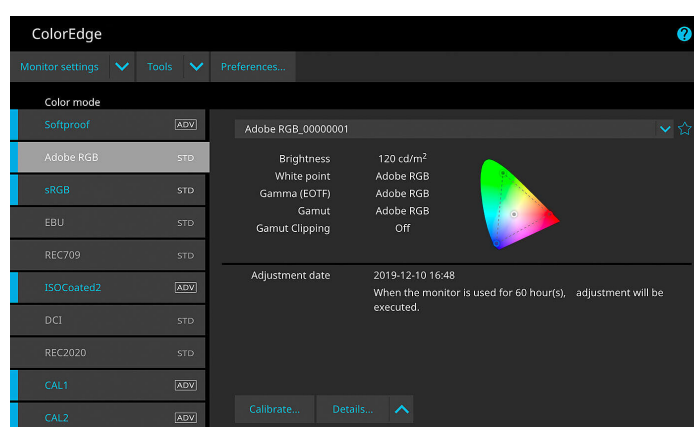 ColorEdge
?
Monitor settings Tools Preferences...
Color mode
Softproof ADV
Adobe RGB STD
sRGB STD
EBU STD
REC709 STD
ISOCoated2 ADV
DCI STD
REC2020 STD
CAL1 ADV
CAL2 ADV
Adobe RGB_00000001
Brightness 120 cd/m²
White point Adobe RGB
Gamma (EOTF) Adobe RGB
Gamut Adobe RGB
Gamut Clipping Off
Adjustment date 2019-12-10 16:48
When the monitor is used for 60 hour(s), adjustment will be
executed.
Calibrate... Details...